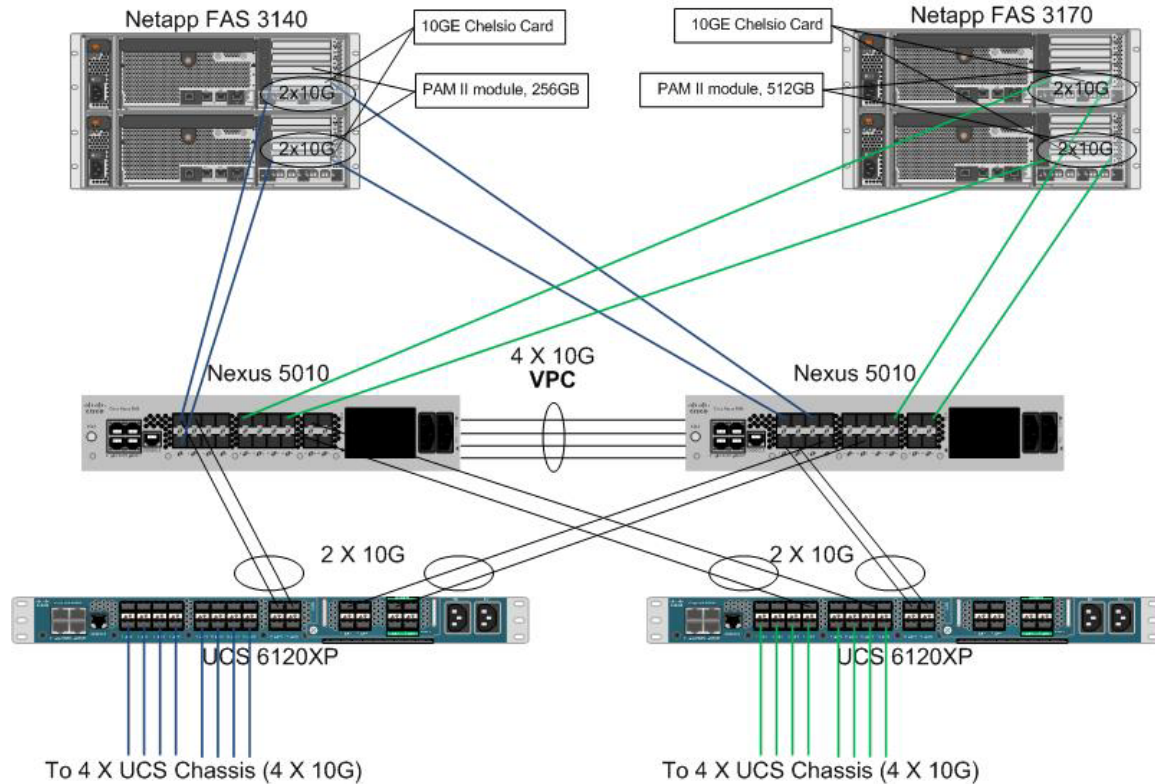 Netapp FAS 3140
Netapp FAS 3170
10GE Chelsio Card
10GE Chelsio Card
PAM II module, 256GB
PAM II module, 512GB
2x10G
2x10G
2x10G
2x10G
4 X 10G
VPC
Nexus 5010
Nexus 5010
2 X 10G
2 X 10G
UCS 6120XP
UCS 6120XP
To 4 X UCS Chassis (4 X 10G)
To 4 X UCS Chassis (4 X 10G)